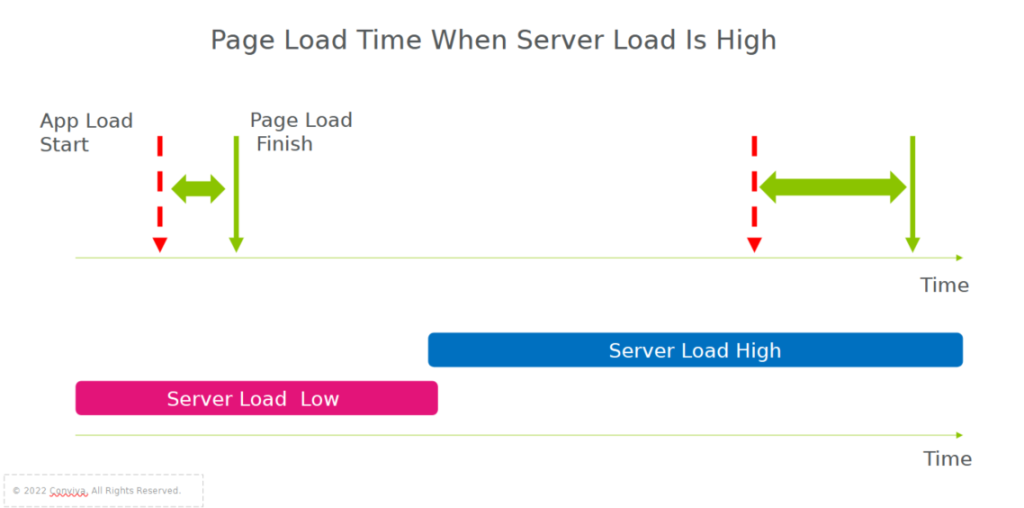 Page Load Time When Server Load Is High
App Load
Start
Page Load
Finish
Time
Server Load High
Server Load  Low
Time
© 2022 Conviva. All Rights Reserved.